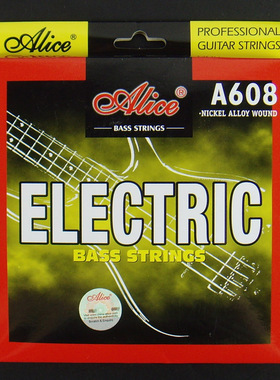 Alice®
PROFESSIONAL
GUITAR STRINGS
Alice®
BASS STRINGS
A608
·NICKEL ALLOY WOUND
ELECTRIC
BASS STRINGS
Alice